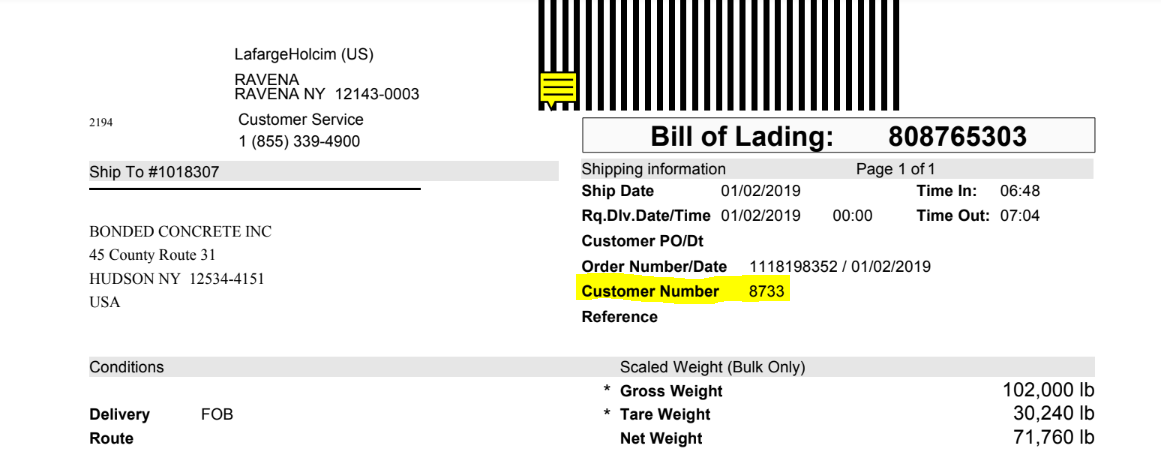 LafargeHolcim (US)
RAVENA
RAVENA NY 12143-0003
2194
Customer Service
1 (855) 339-4900
Ship To #1018307
BONDED CONCRETE INC
45 County Route 31
HUDSON NY 12534-4151
USA
Bill of Lading: 808765303
Shipping information Page 1 of 1
Ship Date 01/02/2019 Time In: 06:48
Rq.Dlv.Date/Time 01/02/2019 00:00 Time Out: 07:04
Customer PO/Dt
Order Number/Date 1118198352 / 01/02/2019
Customer Number 8733
Reference
Conditions
Delivery FOB
Route
Scaled Weight (Bulk Only)
* Gross Weight 102,000 lb
* Tare Weight 30,240 lb
Net Weight 71,760 lb